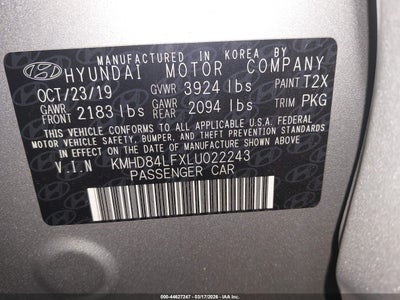 MANUFACTURED IN KOREA BY
HYUNDAI MOTOR COMPANY
OCT/23/19 GVWR 3924 lbs PAINT T2X
GAWR FRONT 2183 lbs GAWR REAR 2094 lbs TRIM PKG
THIS VEHICLE CONFORMS TO ALL APPLICABLE U.S.A. FEDERAL
MOTOR VEHICLE SAFETY, BUMPER, AND THEFT PREVENTION STANDARDS
IN EFFECT ON THE DATE OF MANUFACTURE SHOWN ABOVE.
V.I.N KMHD84LFXLU022243
PASSENGER CAR
000-44627247 - 03/17/2026 - IAA Inc.